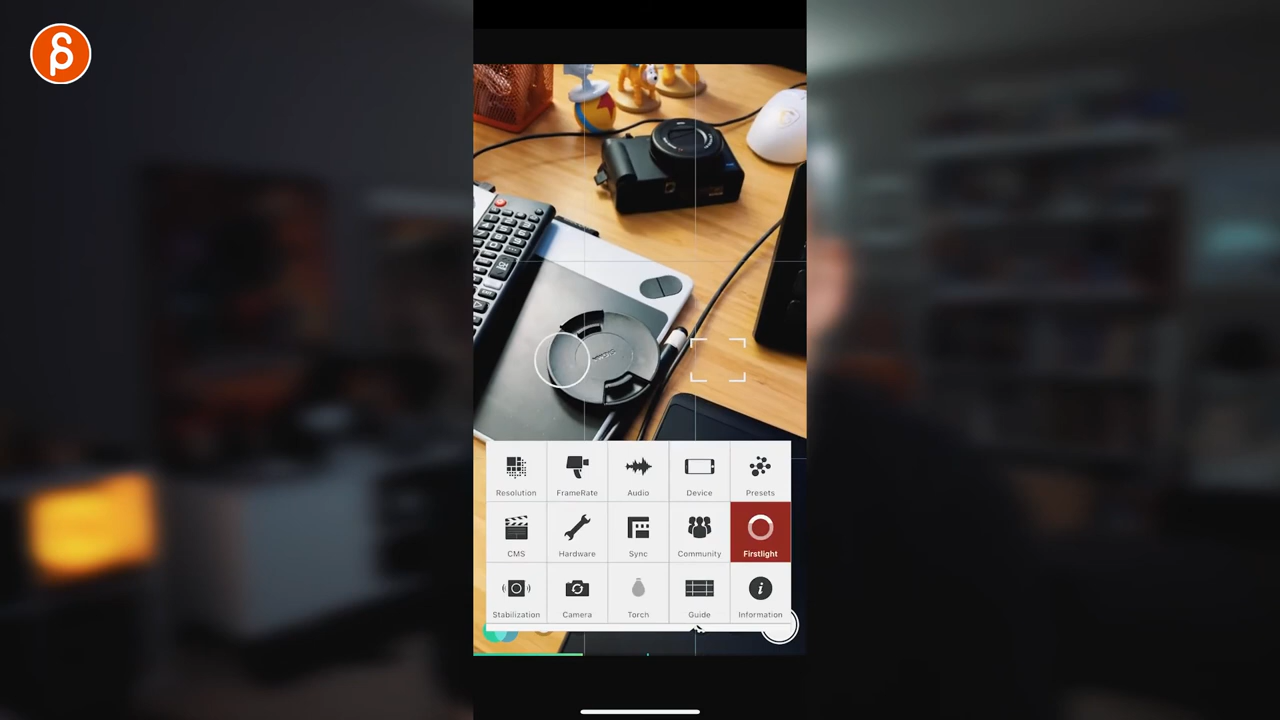 Resolution FrameRate Audio Device Presets
CMS Hardware Sync Community Firstlight
Stabilization Camera Torch Guide Information